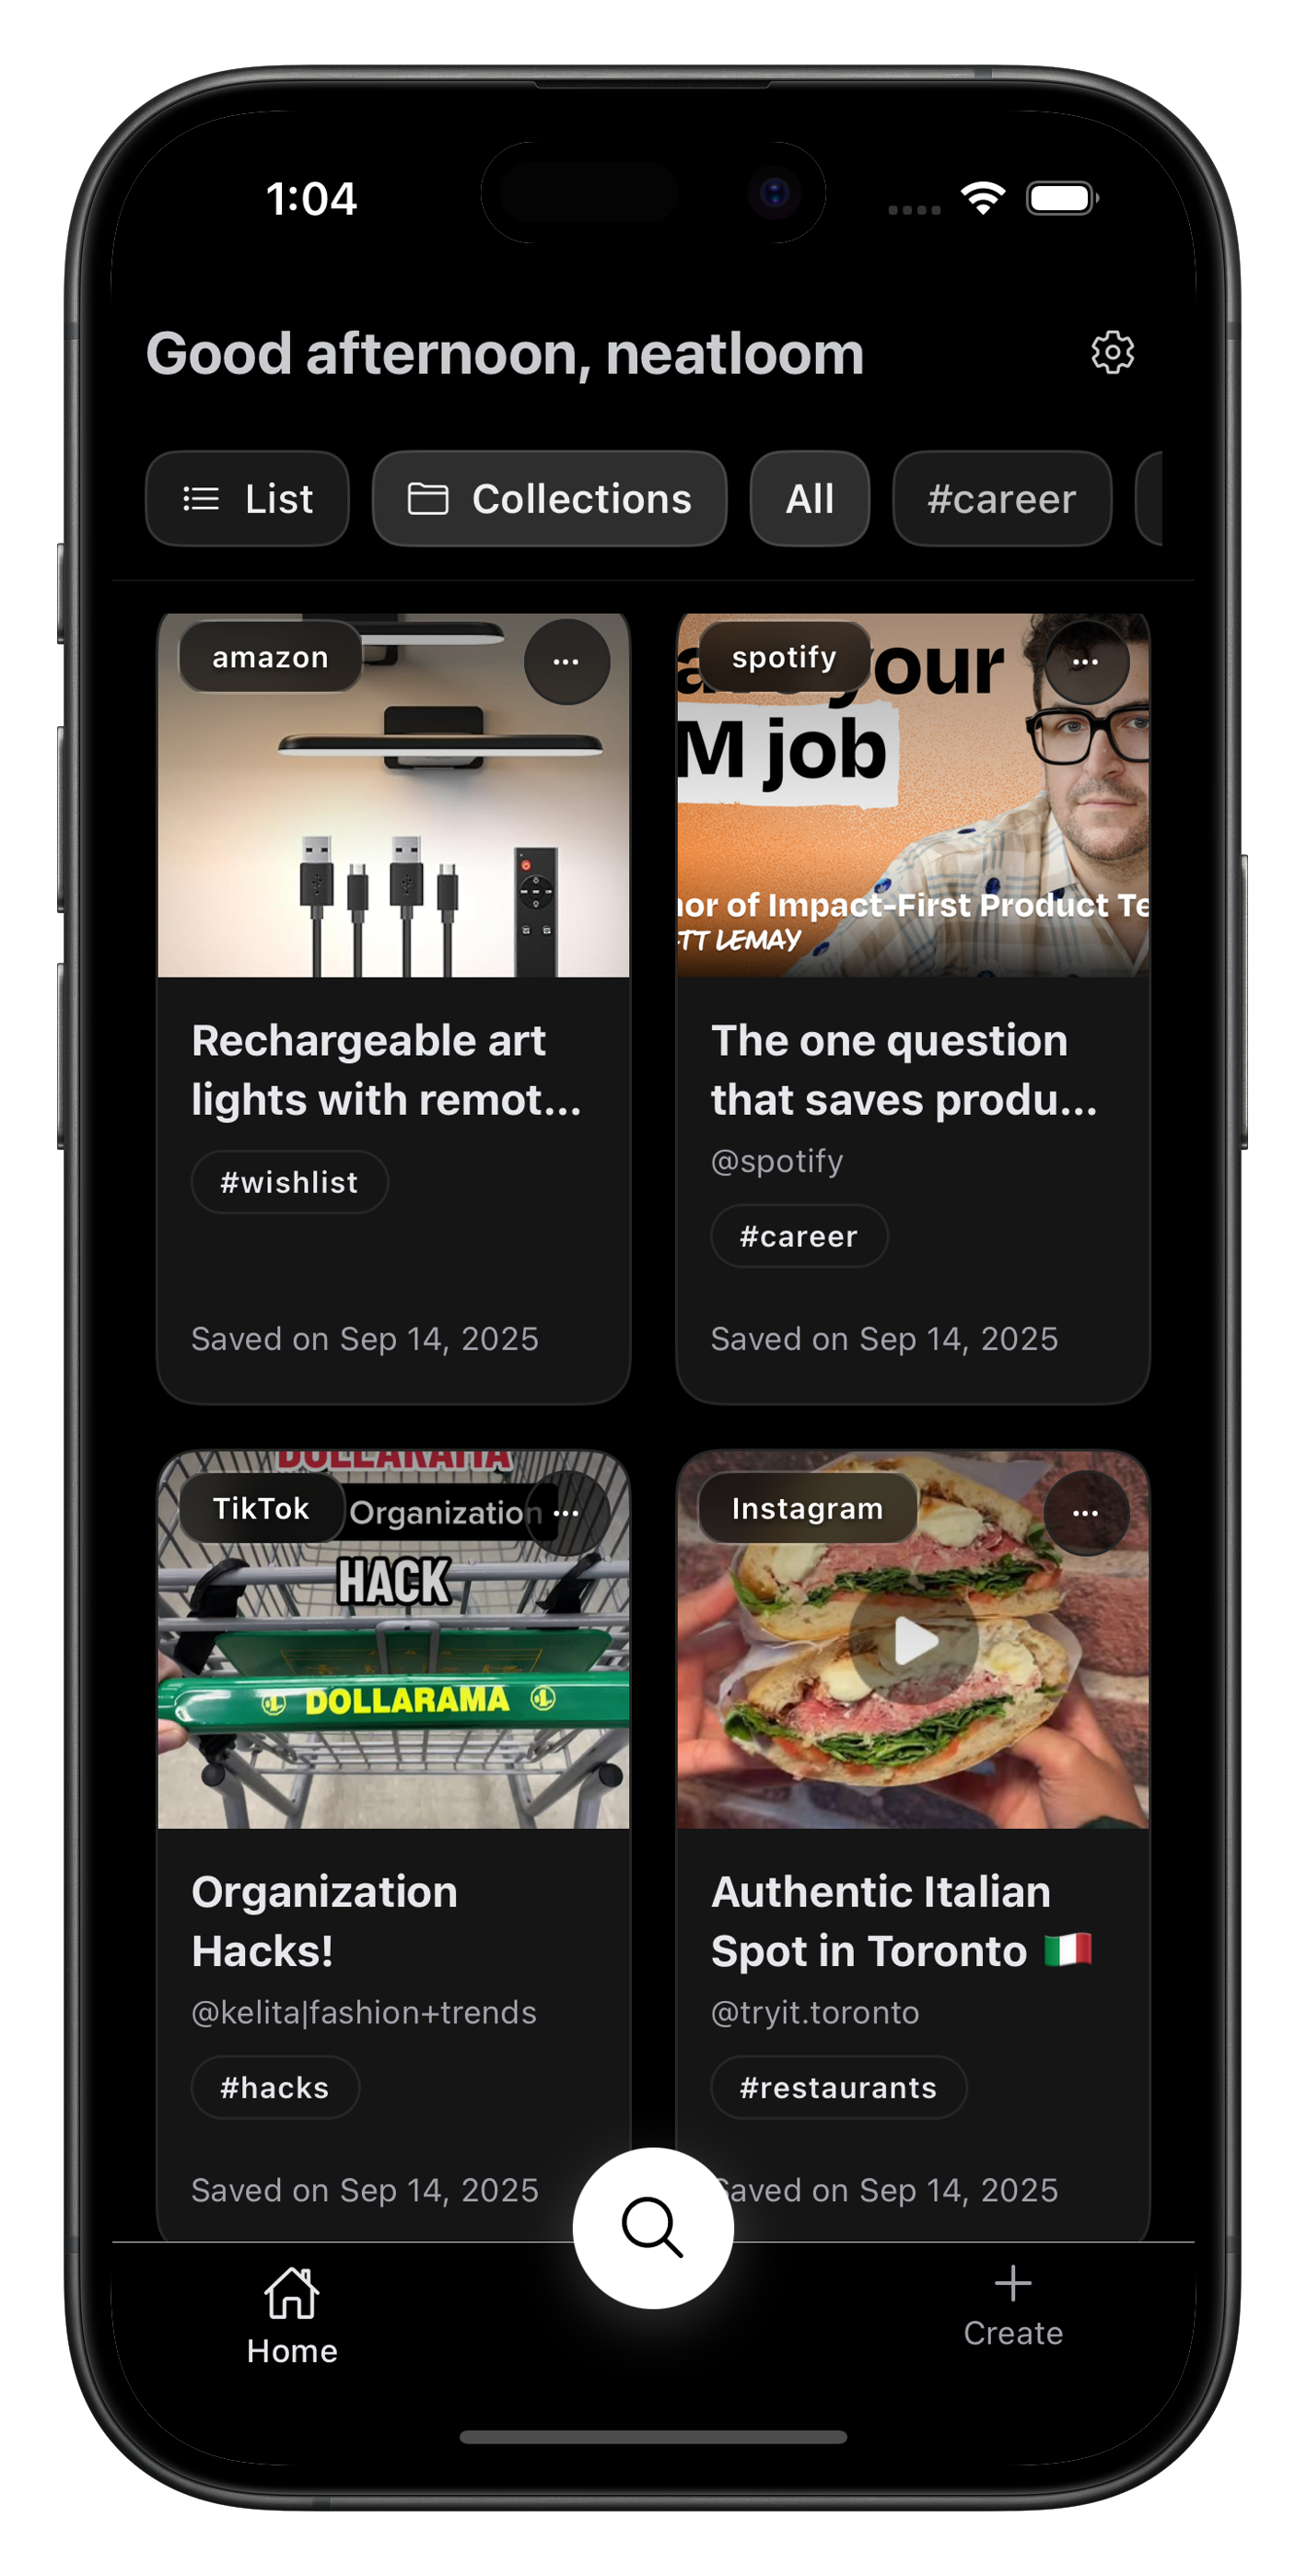 1:04
Good afternoon, neatloom
List
Collections
All
#career
amazon
...
spotify
...
your
M job
hor of Impact-First Product Te
ETT LEMAY
Rechargeable art
lights with remot...
#wishlist
Saved on Sep 14, 2025
The one question
that saves produ...
@spotify
#career
Saved on Sep 14, 2025
DOLLARAMA
TikTok
Organization
...
HACK
DOLLARAMA
Instagram
...
Organization
Hacks!
@kelita|fashion+trends
#hacks
Saved on Sep 14, 2025
Authentic Italian
Spot in Toronto 🇮🇹
@tryit.toronto
#restaurants
Saved on Sep 14, 2025
Home
Create